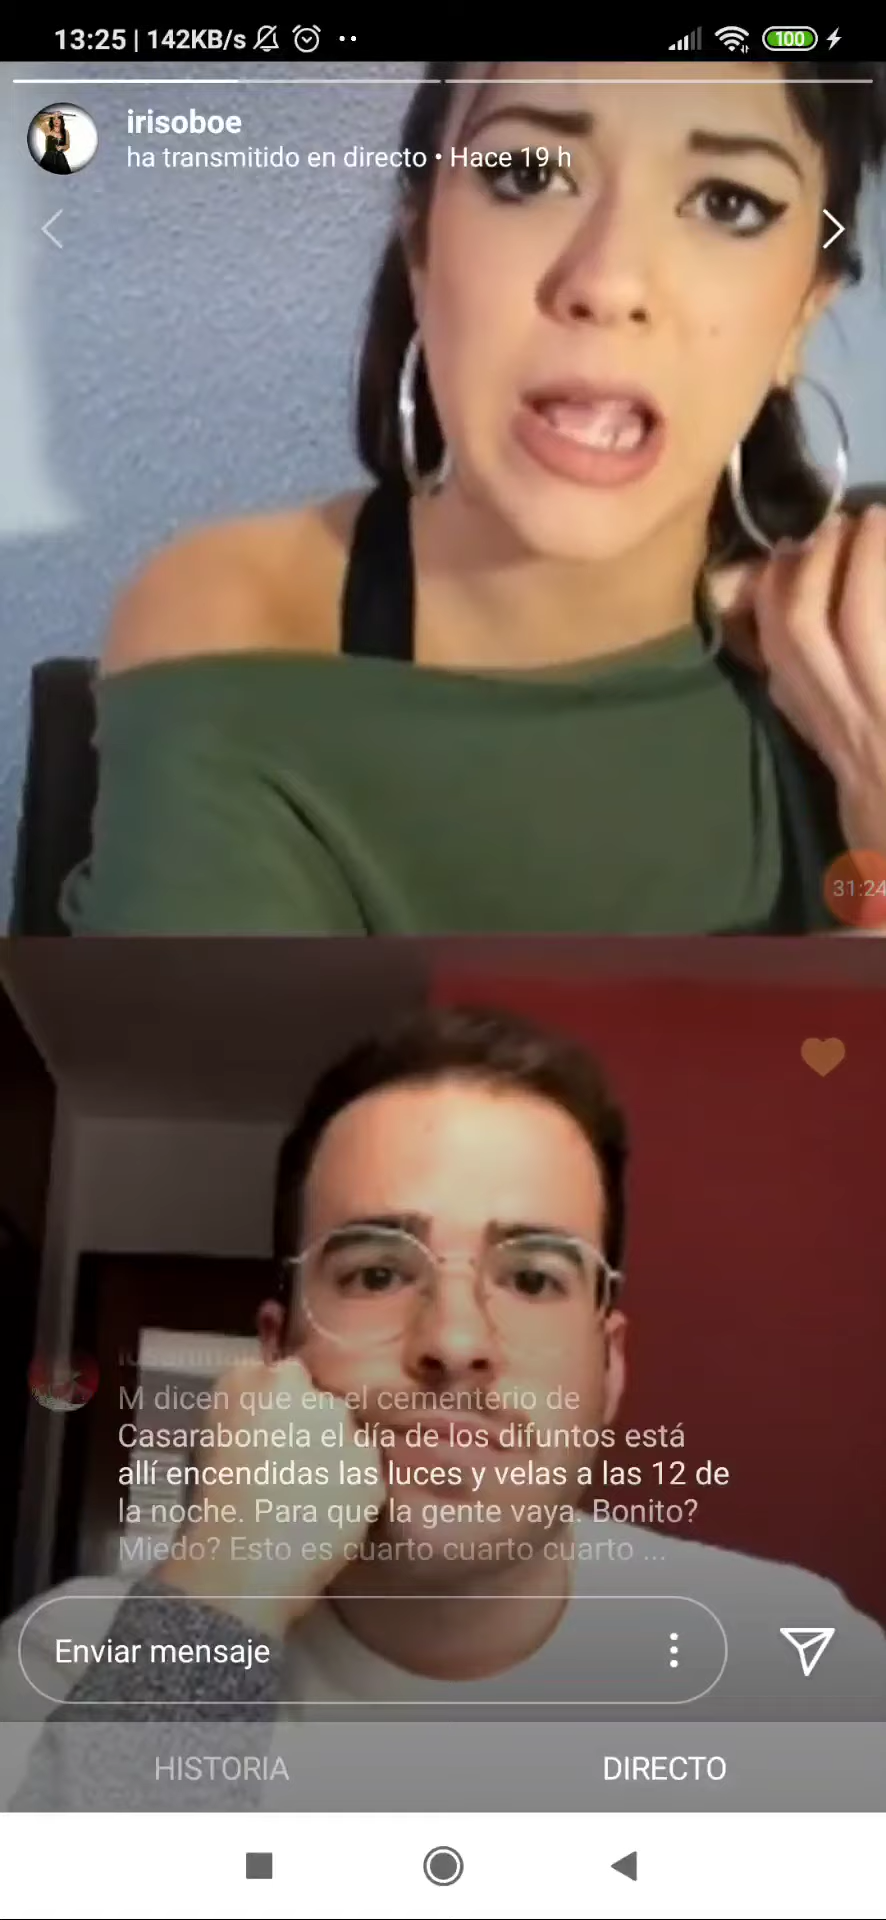 13:25 | 142KB/s
100
irisoboe
ha transmitido en directo • Hace 19 h
31:24
M dicen que en el cementerio de
Casarabonela el día de los difuntos está
allí encendidas las luces y velas a las 12 de
la noche. Para que la gente vaya. Bonito?
Miedo? Esto es cuarto cuarto cuarto ...
Enviar mensaje
HISTORIA
DIRECTO